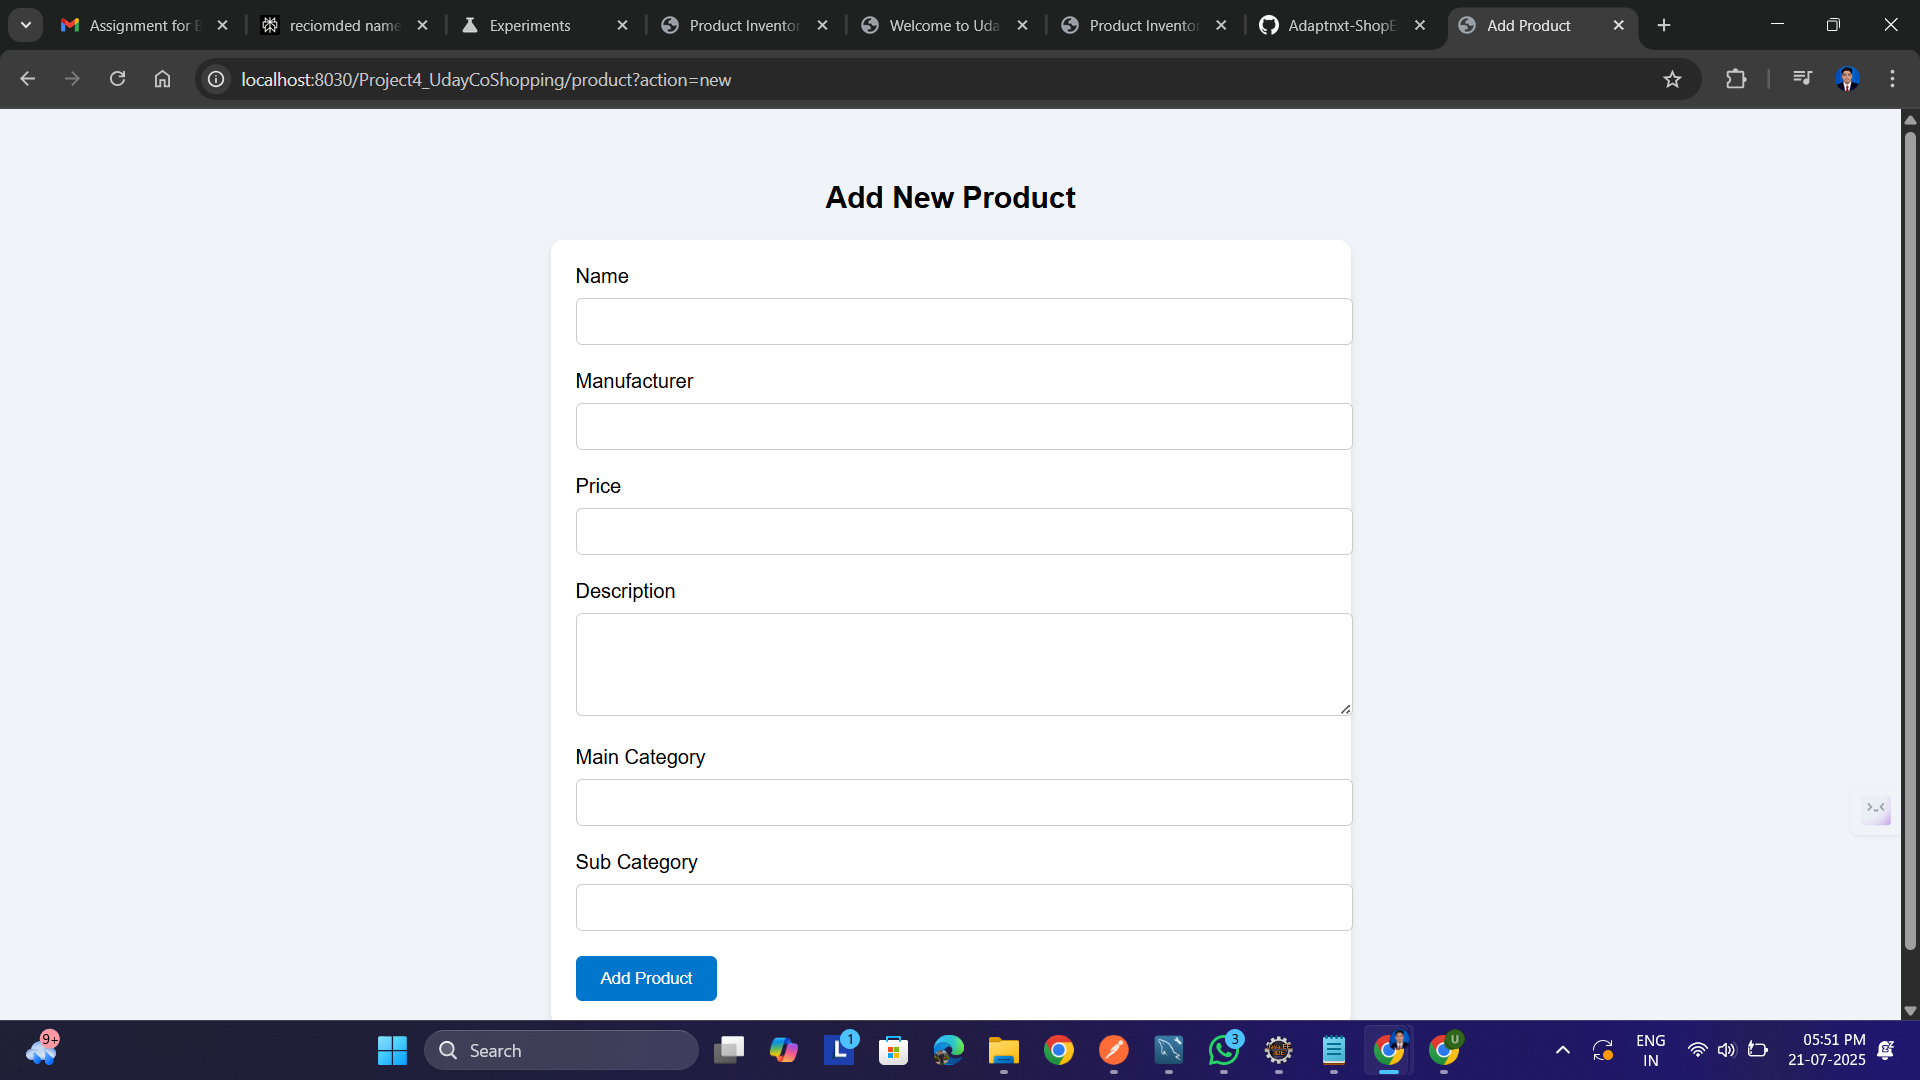 Assignment for B
reciomded name
Experiments
Product Inventor
Welcome to Uda
Product Inventor
Adaptnxt-ShopE
Add Product
localhost:8030/Project4_UdayCoShopping/product?action=new
Add New Product
Name
Manufacturer
Price
Description
Main Category
Sub Category
Add Product
9+
Search
1
L
3
U
ENG
IN
05:51 PM
21-07-2025